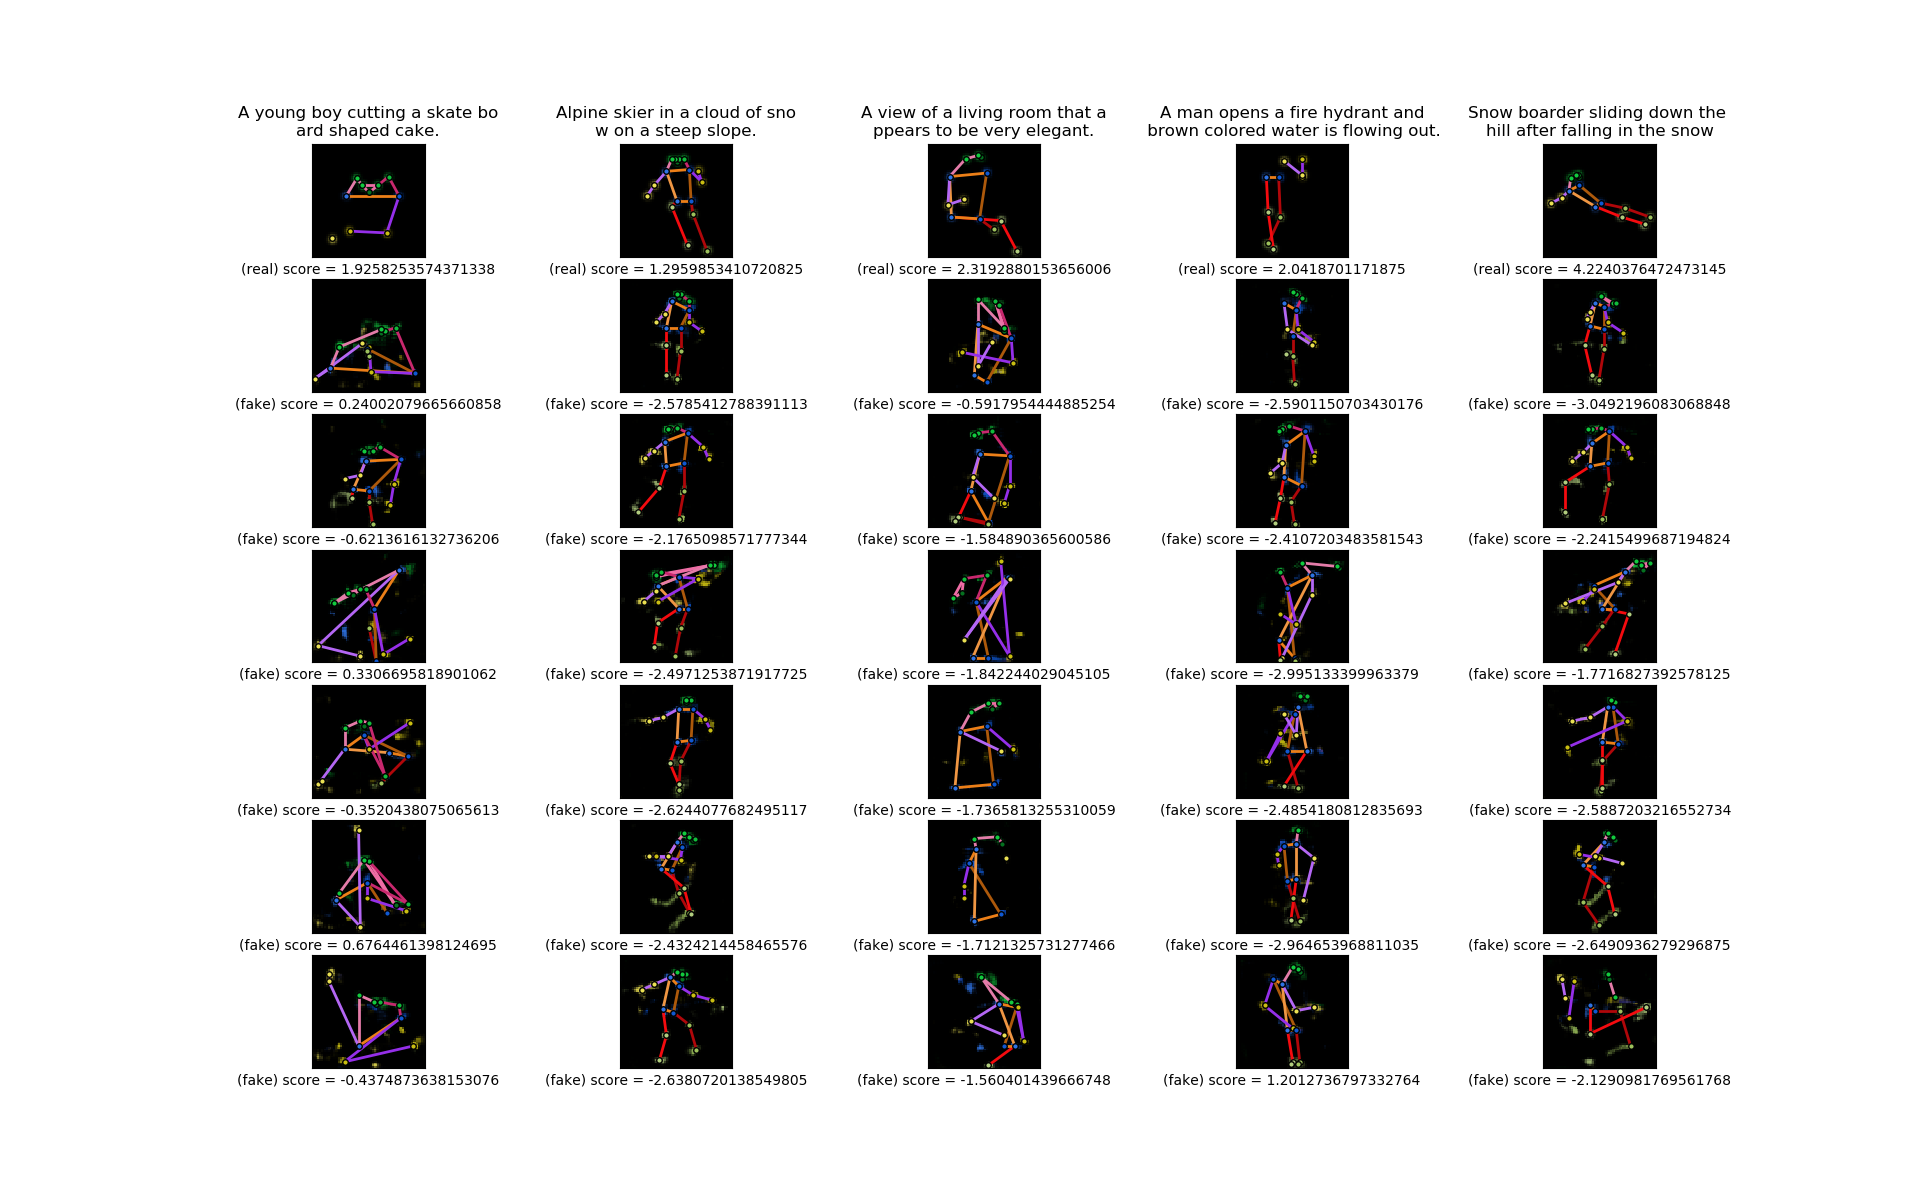 A young boy cutting a skate bo
ard shaped cake.
Alpine skier in a cloud of sno
w on a steep slope.
A view of a living room that a
ppears to be very elegant.
A man opens a fire hydrant and
brown colored water is flowing out.
Snow boarder sliding down the
hill after falling in the snow
(real) score = 1.9258253574371338
(real) score = 1.2959853410720825
(real) score = 2.3192880153656006
(real) score = 2.0418701171875
(real) score = 4.2240376472473145
(fake) score = 0.24002079665660858
(fake) score = -2.5785412788391113
(fake) score = -0.5917954444885254
(fake) score = -2.5901150703430176
(fake) score = -3.0492196083068848
(fake) score = -0.6213616132736206
(fake) score = -2.1765098571777344
(fake) score = -1.584890365600586
(fake) score = -2.4107203483581543
(fake) score = -2.2415499687194824
(fake) score = 0.3306695818901062
(fake) score = -2.4971253871917725
(fake) score = -1.842244029045105
(fake) score = -2.995133399963379
(fake) score = -1.7716827392578125
(fake) score = -0.3520438075065613
(fake) score = -2.6244077682495117
(fake) score = -1.7365813255310059
(fake) score = -2.4854180812835693
(fake) score = -2.5887203216552734
(fake) score = 0.6764461398124695
(fake) score = -2.4324214458465576
(fake) score = -1.7121325731277466
(fake) score = -2.964653968811035
(fake) score = -2.6490936279296875
(fake) score = -0.4374873638153076
(fake) score = -2.6380720138549805
(fake) score = -1.560401439666748
(fake) score = 1.2012736797332764
(fake) score = -2.1290981769561768